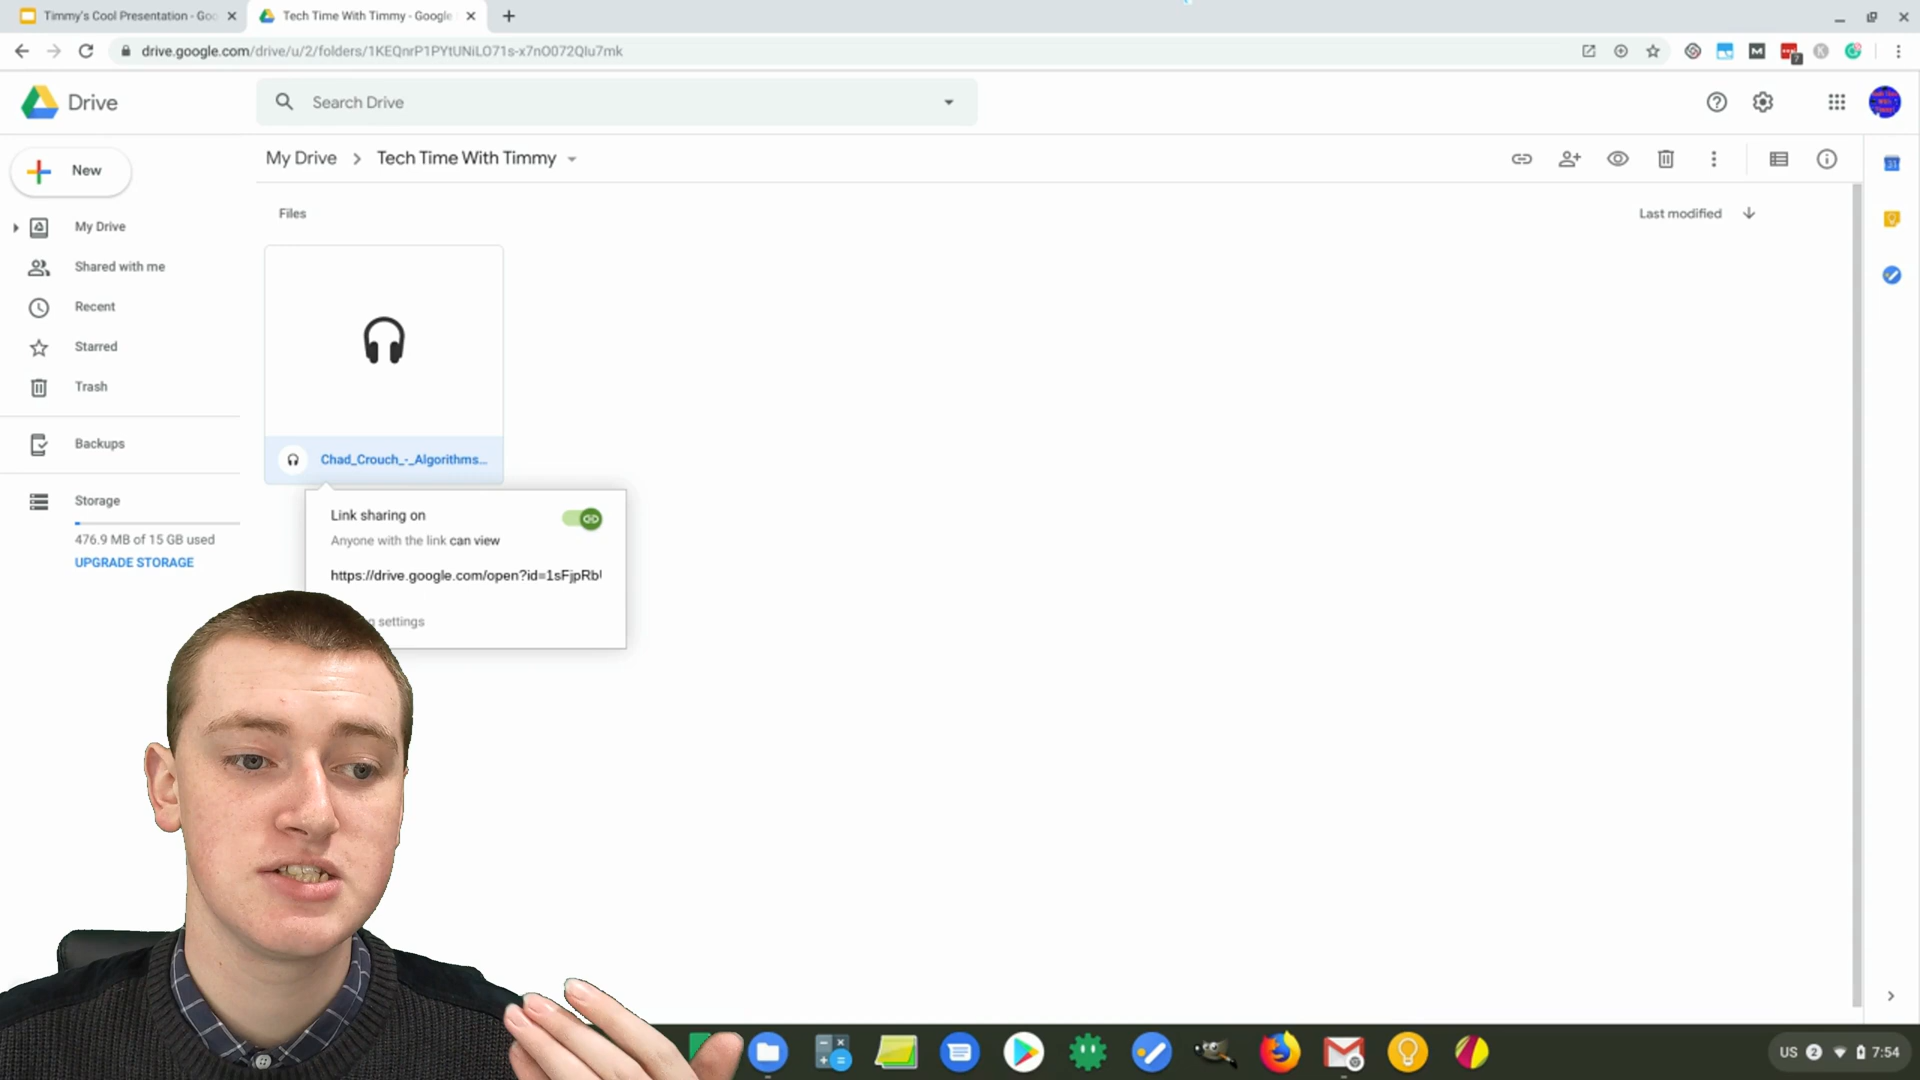 Timmy's Cool Presentation - Goo
Tech Time With Timmy - Google
drive.google.com/drive/u/2/folders/1KEQnrP1PYtUNiLO71s-x7nO072QIu7mk
Drive
Search Drive
New
My Drive > Tech Time With Timmy
Files
Last modified
My Drive
Shared with me
Recent
Starred
Trash
Backups
Storage
476.9 MB of 15 GB used
UPGRADE STORAGE
Chad_Crouch_-_Algorithms...
Link sharing on
Anyone with the link can view
https://drive.google.com/open?id=1sFjpRb
settings
US 2 7:54